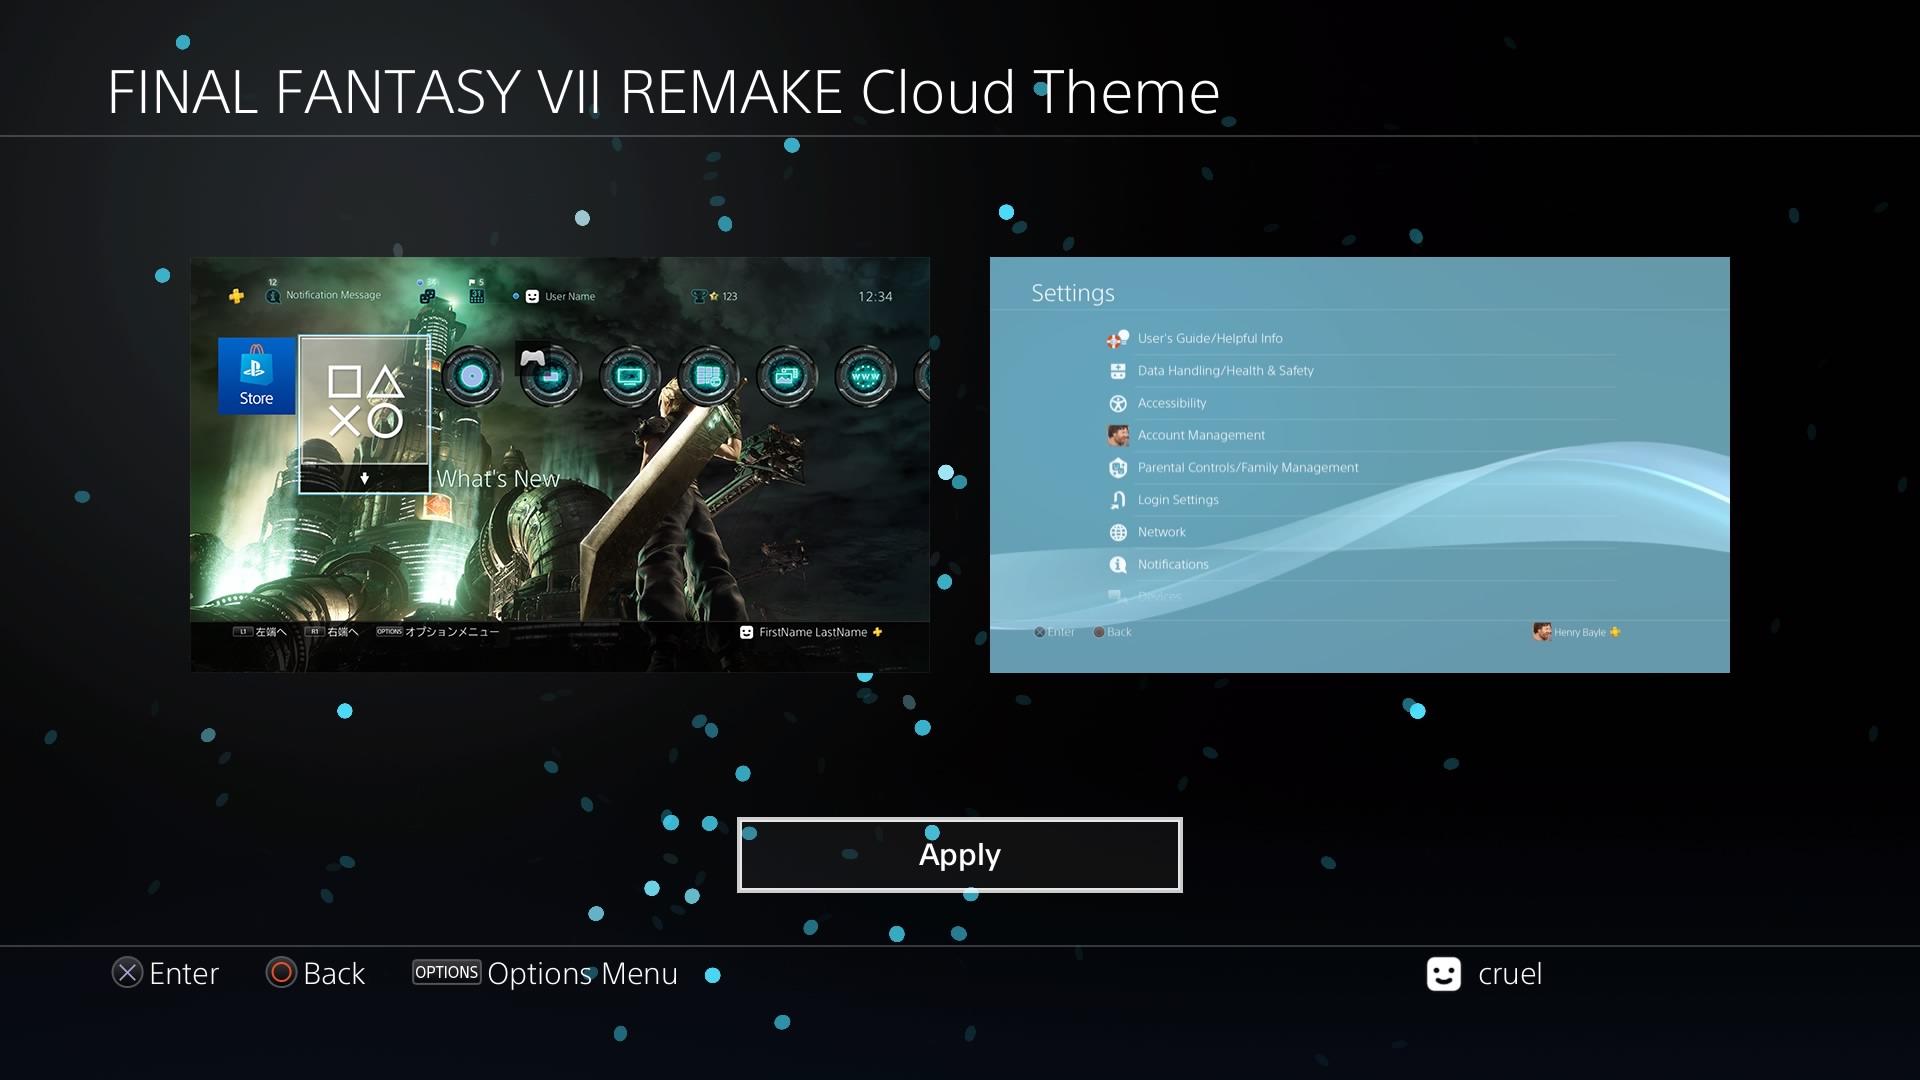 FINAL FANTASY VII REMAKE Cloud Theme
12
Notification Message
5
31
User Name
123
12:34
Store
WWW
What's New
L1 左端へ
R1 右端へ
OPTIONS オプションメニュー
FirstName LastName
Settings
User's Guide/Helpful Info
Data Handling/Health & Safety
Accessibility
Account Management
Parental Controls/Family Management
Login Settings
Network
Notifications
Devices
Enter
Back
Henry Bayle
Apply
Enter
Back
OPTIONS Options Menu
cruel